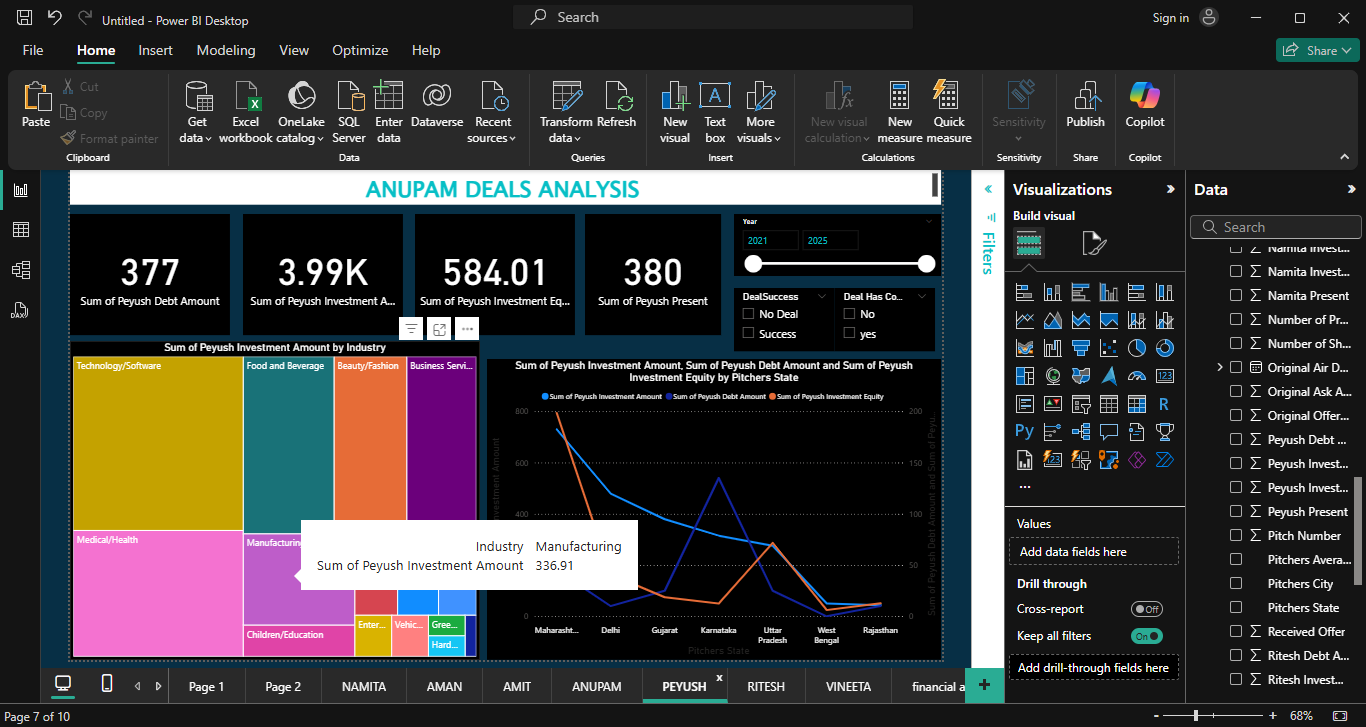 Untitled - Power BI Desktop
Search
Sign in
File
Home
Insert
Modeling
View
Optimize
Help
Share
Paste
Cut
Copy
Format painter
Clipboard
Get data
Excel workbook
OneLake catalog
SQL Server
Enter data
Dataverse
Recent sources
Data
Transform data
Refresh
Queries
New visual
Text box
More visuals
Insert
New visual calculation
New measure
Quick measure
Calculations
Sensitivity
Sensitivity
Publish
Share
Copilot
Copilot
ANUPAM DEALS ANALYSIS
377
Sum of Peyush Debt Amount
3.99K
Sum of Peyush Investment A...
584.01
Sum of Peyush Investment Eq...
380
Sum of Peyush Present
Year
2021
2025
DealSuccess
No Deal
Success
Deal Has Co...
No
yes
Sum of Peyush Investment Amount by Industry
Technology/Software
Food and Beverage
Beauty/Fashion
Business Servi...
Medical/Health
Manufacturing
Children/Education
Enter...
Vehic...
Gree...
Hard...
Industry Manufacturing
Sum of Peyush Investment Amount 336.91
Sum of Peyush Investment Amount, Sum of Peyush Debt Amount and Sum of Peyush
Investment Equity by Pitchers State
Sum of Peyush Investment Amount
Sum of Peyush Debt Amount
Sum of Peyush Investment Equity
800
600
400
0
200
150
100
50
0
Maharasht...
Delhi
Gujarat
Karnataka
Uttar Pradesh
West Bengal
Rajasthan
Pitchers State
Filters
Visualizations
Build visual
R
Py
123
...
Values
Add data fields here
Drill through
Cross-report
Off
Keep all filters
On
Add drill-through fields here
Data
Search
Namita Invest...
Namita Invest...
Namita Present
Number of Pr...
Number of Sh...
Original Air D...
Original Ask A...
Original Offer...
Peyush Debt ...
Peyush Invest...
Peyush Invest...
Peyush Present
Pitch Number
Pitchers Avera...
Pitchers City
Pitchers State
Received Offer
Ritesh Debt A...
Ritesh Invest...
Page 1
Page 2
NAMITA
AMAN
AMIT
ANUPAM
PEYUSH
x
RITESH
VINEETA
financial a
+
Page 7 of 10
- + 68%